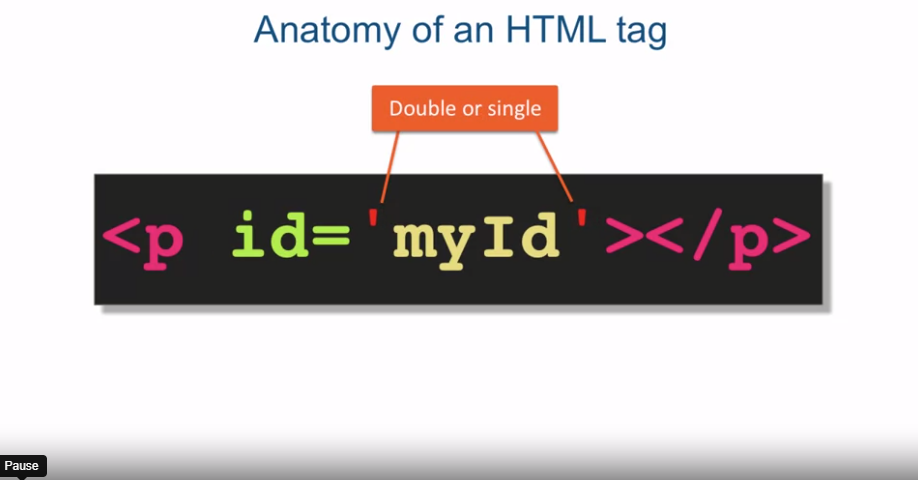 Anatomy of an HTML tag
Double or single
<p id='myId'></p>
Pause